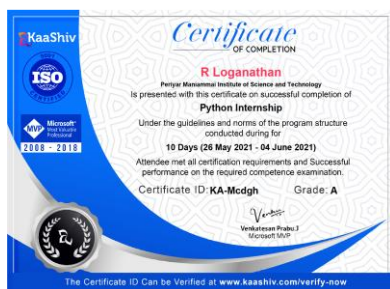 KaaShiv
Certificate
OF COMPLETION
ISO
CERTIFIED
R Loganathan
Periyar Maniammai Institute of Science and Technology
Is presented with this certificate on successful completion of
Python Internship
Under the guidelines and norms of the program structure
conducted during for
10 Days (26 May 2021 - 04 June 2021)
MVP
Microsoft
Most Valuable
Professional
2008 - 2018
Attendee met all certification requirements and Successful
performance on the required competence examination.
Certificate ID: KA-Mcdgh Grade: A
Venkatesan Prabu.J
Microsoft MVP
The Certificate ID Can be Verified at www.kaashiv.com/verify-now